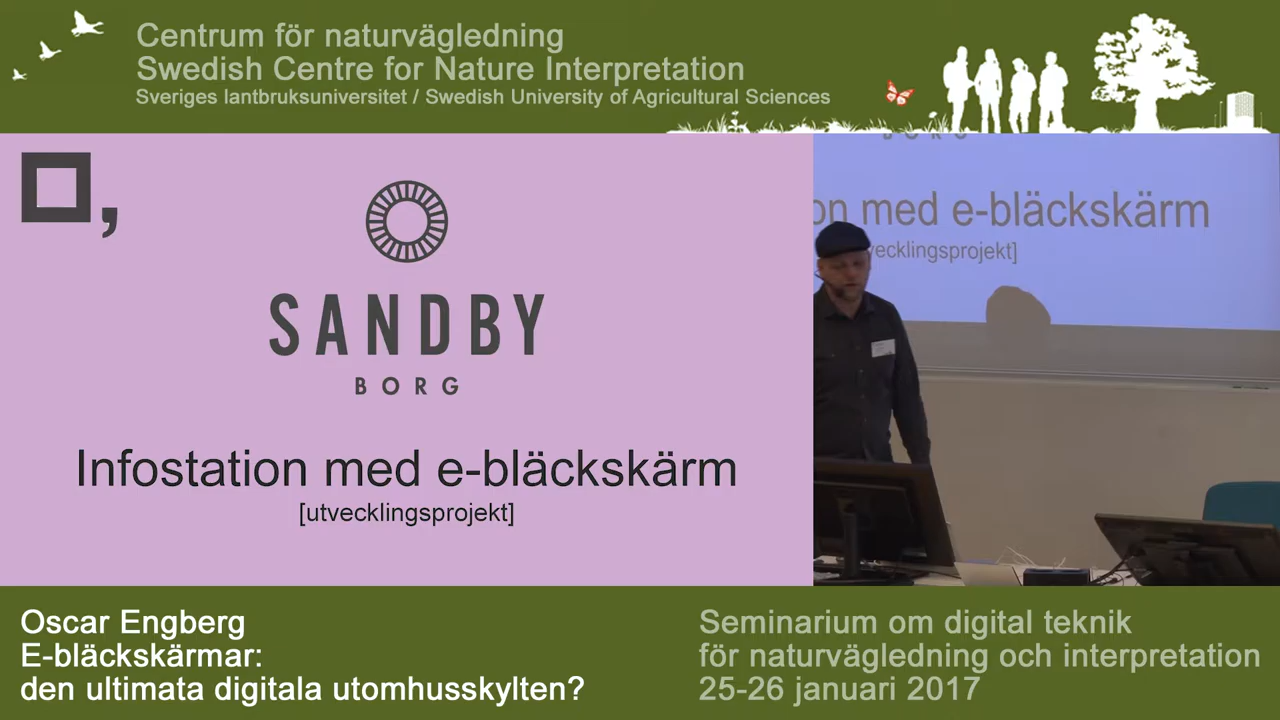 Centrum för naturvägledning
Swedish Centre for Nature Interpretation
Sveriges lantbruksuniversitet / Swedish University of Agricultural Sciences
SANDBY
BORG
Infostation med e-bläckskärm
[utvecklingsprojekt]
BORG
on med e-bläckskärm
vecklingsprojekt]
Oscar Engberg
E-bläckskärmar:
den ultimata digitala utomhusskylten?
Seminarium om digital teknik
för naturvägledning och interpretation
25-26 januari 2017